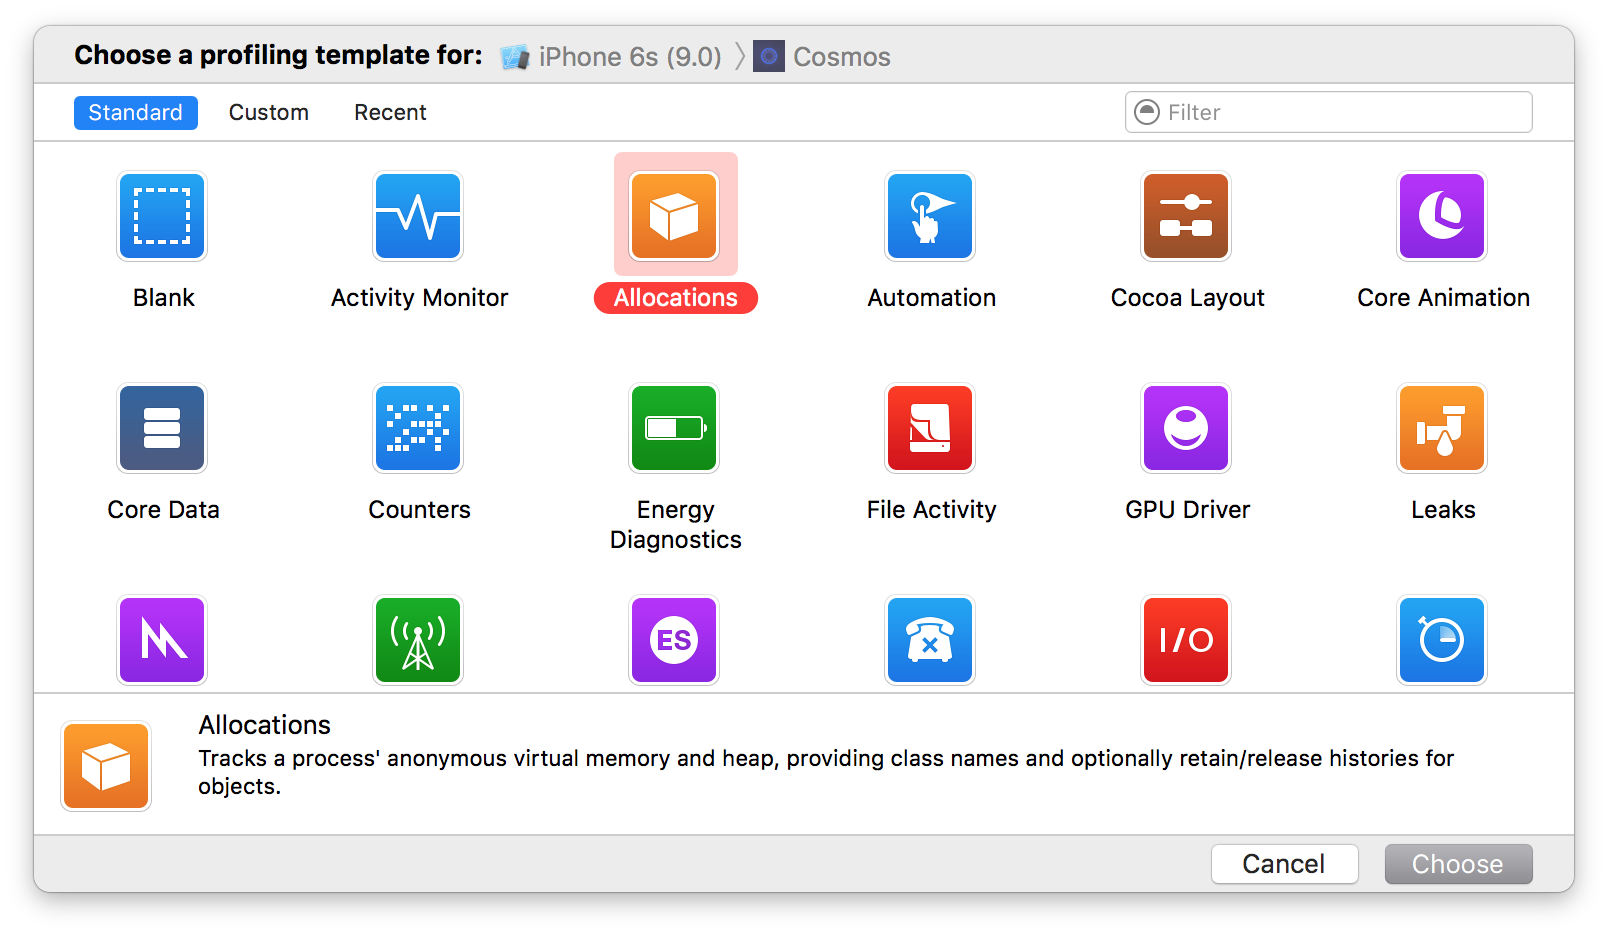 Choose a profiling template for: iPhone 6s (9.0) Cosmos
Standard Custom Recent Filter
Blank Activity Monitor Allocations Automation Cocoa Layout Core Animation
Core Data Counters Energy Diagnostics File Activity GPU Driver Leaks
ES I/O
Allocations
Tracks a process' anonymous virtual memory and heap, providing class names and optionally retain/release histories for
objects.
Cancel Choose